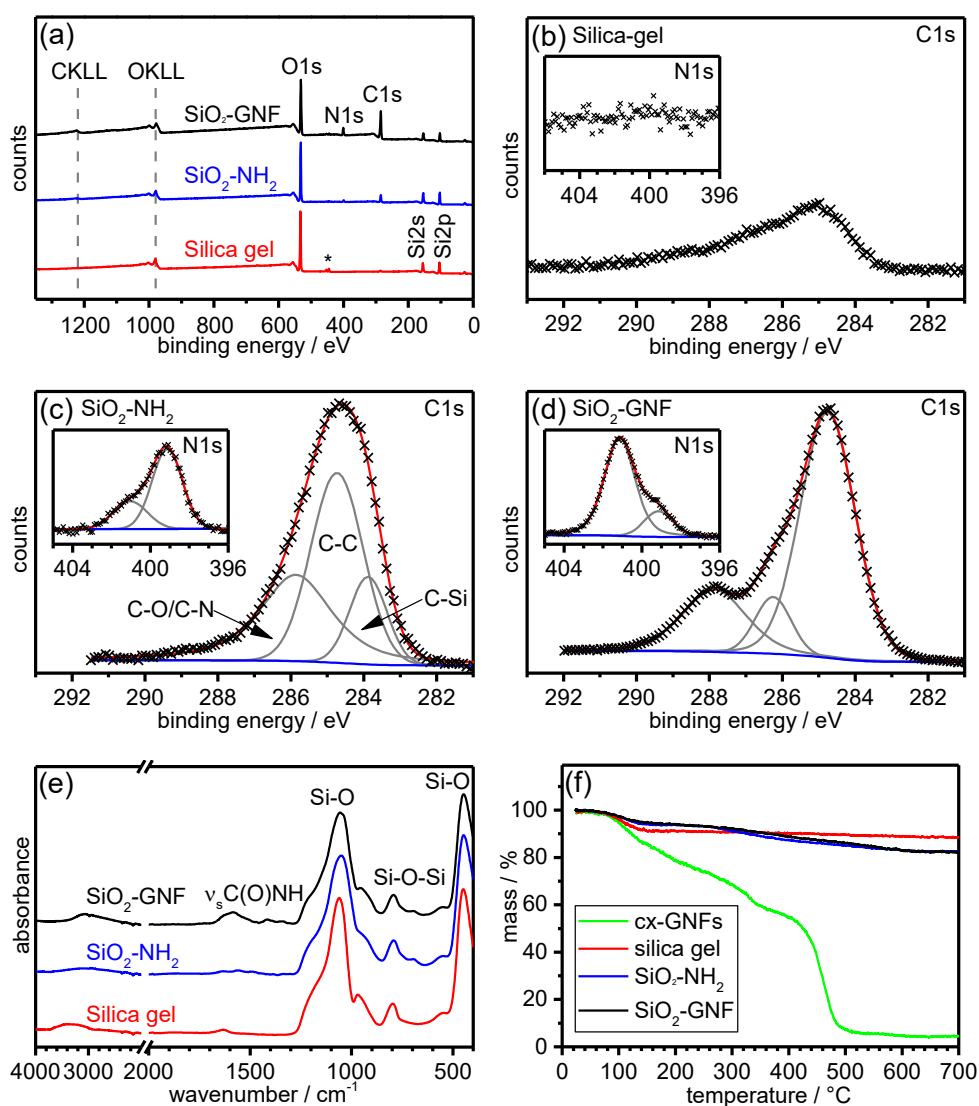 (a)
CKLL OKLL O1s N1s C1s
SiO₂-GNF
SiO₂-NH₂
Silica gel
* Si2s Si2p
counts
1200 1000 800 600 400 200 0
binding energy / eV
(b) Silica-gel C1s
N1s
404 400 396
counts
292 290 288 286 284 282
binding energy / eV
(c) SiO₂-NH₂ C1s
N1s
404 400 396
C-C
C-O/C-N
C-Si
counts
292 290 288 286 284 282
binding energy / eV
(d) SiO₂-GNF C1s
N1s
404 400 396
counts
292 290 288 286 284 282
binding energy / eV
(e)
Si-O
Si-O
Si-O-Si
SiO₂-GNF νₛC(O)NH
SiO₂-NH₂
Silica gel
absorbance
4000 3000 2000 1500 1000 500
wavenumber / cm⁻¹
(f)
100
80
60
40
20
0
mass / %
cx-GNFs
silica gel
SiO₂-NH₂
SiO₂-GNF
0 100 200 300 400 500 600 700
temperature / °C